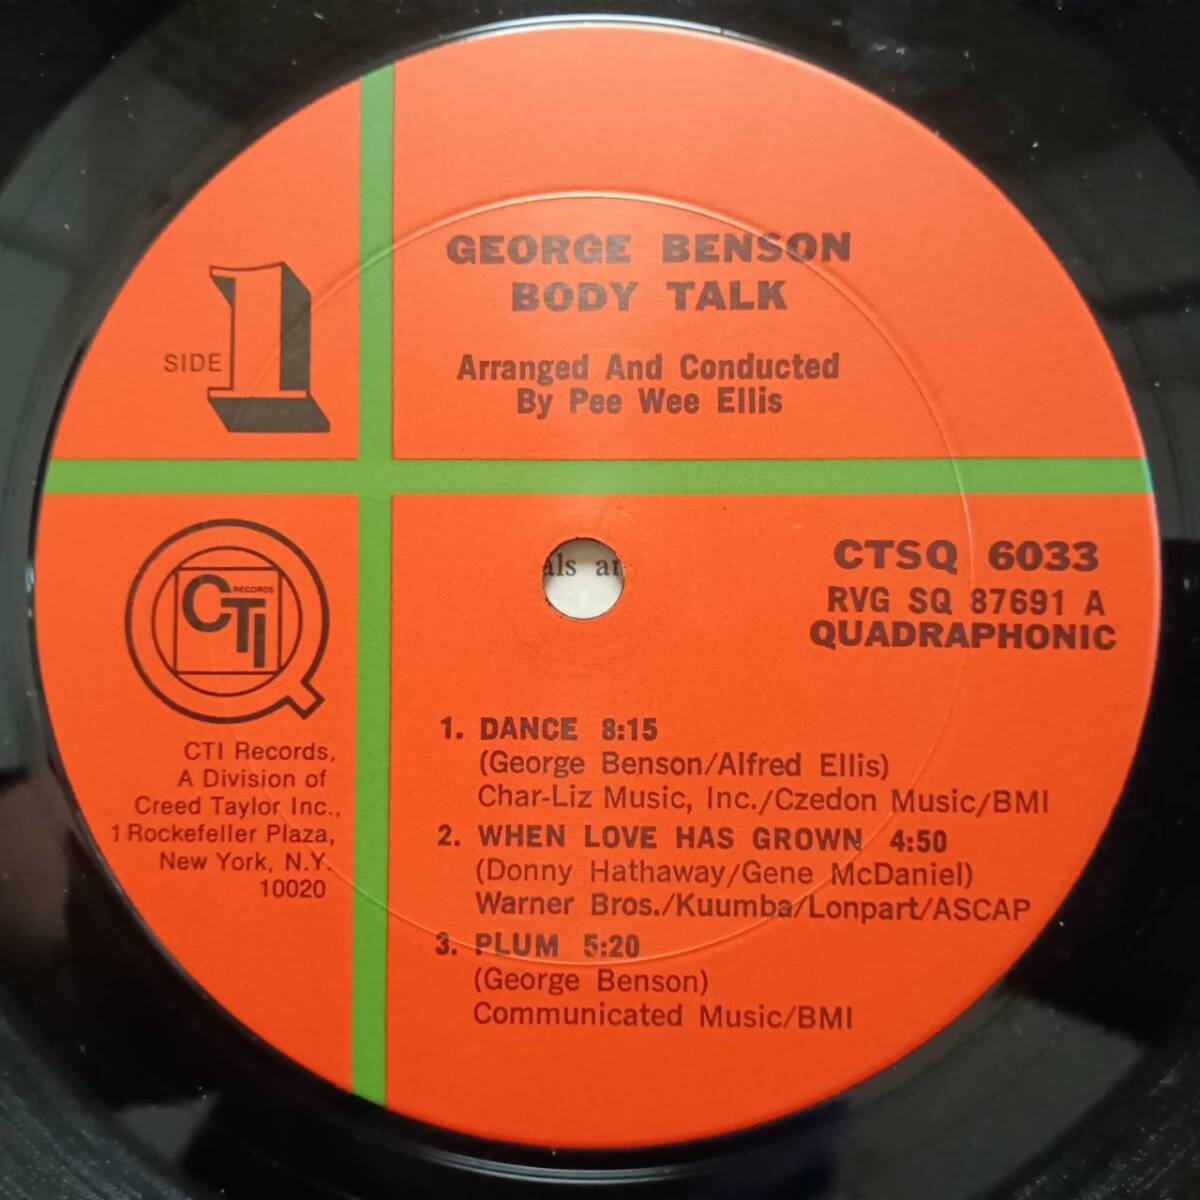 GEORGE BENSON
BODY TALK
Arranged And Conducted
By Pee Wee Ellis
SIDE 1
CTSQ 6033
RVG SQ 87691 A
QUADRAPHONIC
CTI RECORDS
CTI Records,
A Division of
Creed Taylor Inc.,
1 Rockefeller Plaza,
New York, N.Y.
10020
1. DANCE 8:15
(George Benson/Alfred Ellis)
Char-Liz Music, Inc./Czedon Music/BMI
2. WHEN LOVE HAS GROWN 4:50
(Donny Hathaway/Gene McDaniel)
Warner Bros./Kuumba/Lonpart/ASCAP
3. PLUM 5:20
(George Benson)
Communicated Music/BMI